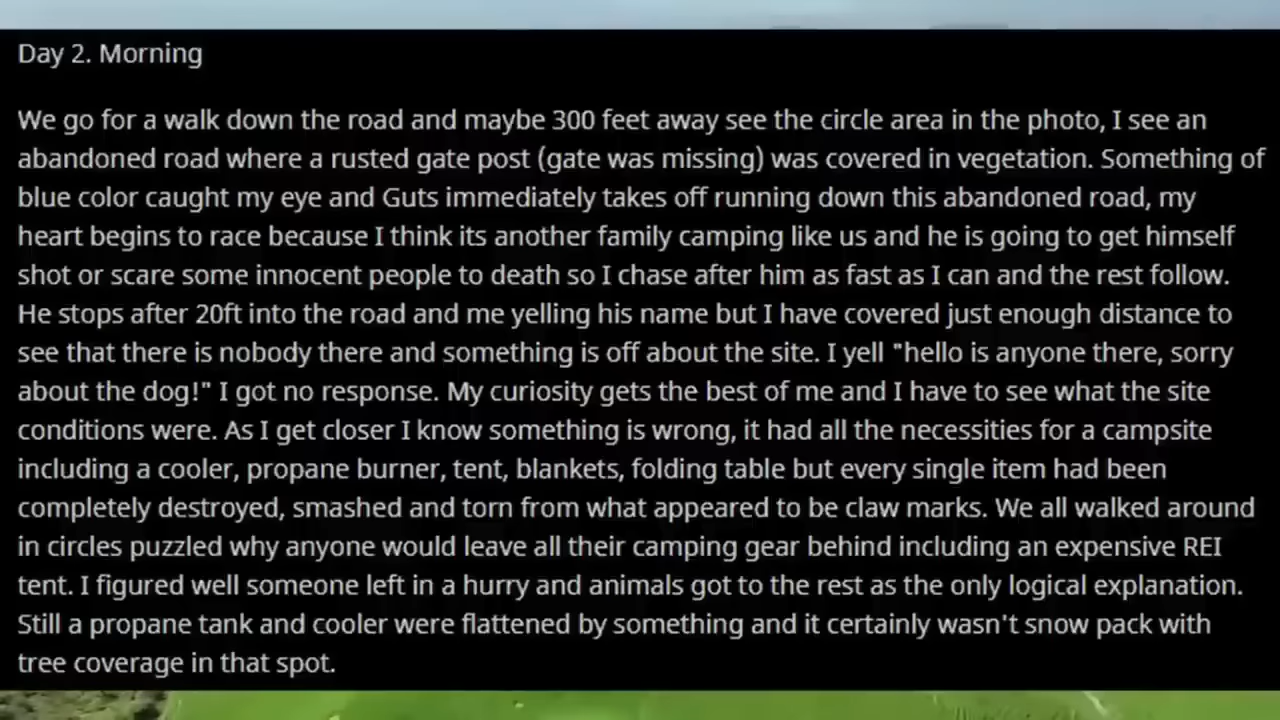 Day 2. Morning
We go for a walk down the road and maybe 300 feet away see the circle area in the photo, I see an
abandoned road where a rusted gate post (gate was missing) was covered in vegetation. Something of
blue color caught my eye and Guts immediately takes off running down this abandoned road, my
heart begins to race because I think its another family camping like us and he is going to get himself
shot or scare some innocent people to death so I chase after him as fast as I can and the rest follow.
He stops after 20ft into the road and me yelling his name but I have covered just enough distance to
see that there is nobody there and something is off about the site. I yell "hello is anyone there, sorry
about the dog!" I got no response. My curiosity gets the best of me and I have to see what the site
conditions were. As I get closer I know something is wrong, it had all the necessities for a campsite
including a cooler, propane burner, tent, blankets, folding table but every single item had been
completely destroyed, smashed and torn from what appeared to be claw marks. We all walked around
in circles puzzled why anyone would leave all their camping gear behind including an expensive REI
tent. I figured well someone left in a hurry and animals got to the rest as the only logical explanation.
Still a propane tank and cooler were flattened by something and it certainly wasn't snow pack with
tree coverage in that spot.